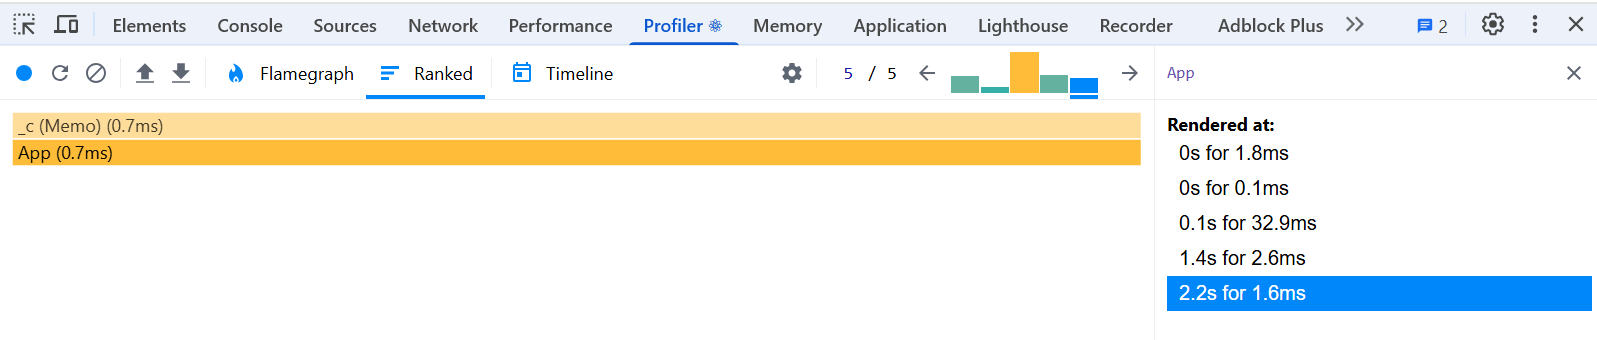 Elements Console Sources Network Performance Profiler ⚛ Memory Application Lighthouse Recorder Adblock Plus 2
Flamegraph Ranked Timeline 5 / 5 App
Rendered at:
_c (Memo) (0.7ms)
App (0.7ms)
0s for 1.8ms
0s for 0.1ms
0.1s for 32.9ms
1.4s for 2.6ms
2.2s for 1.6ms